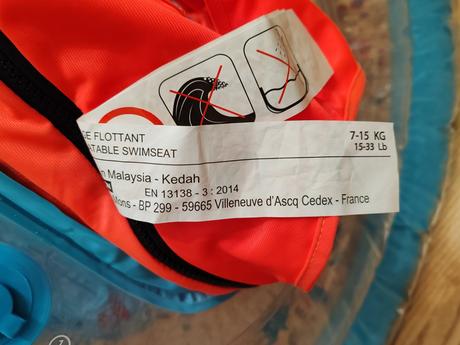 E FLOTTANT
7-15 KG
TABLE SWIMSEAT
15-33 Lb
n Malaysia - Kedah
EN 13138 - 3 : 2014
Mons - BP 299 - 59665 Villeneuve d'Ascq Cedex - France